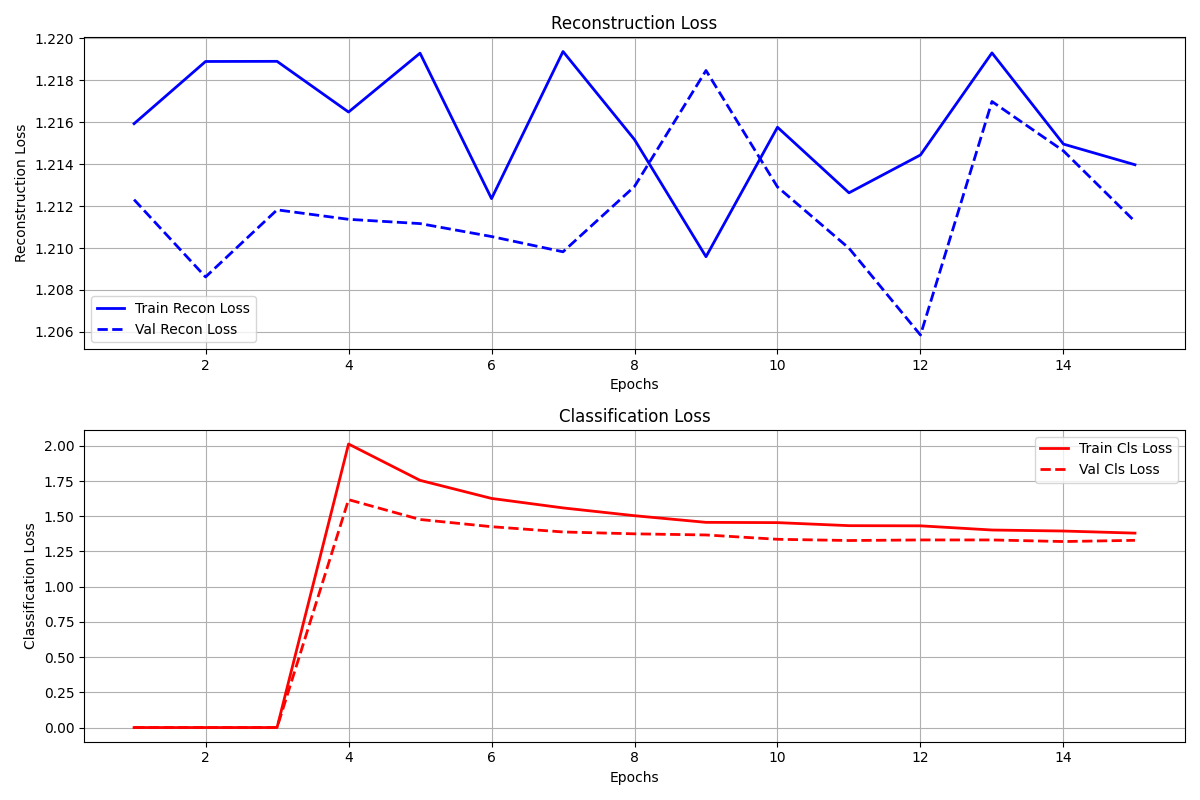 Reconstruction Loss
1.220
1.218
1.216
1.214
1.212
1.210
1.208
1.206
Reconstruction Loss
Train Recon Loss
Val Recon Loss
2 4 6 8 10 12 14
Epochs
Classification Loss
2.00
1.75
1.50
1.25
1.00
0.75
0.50
0.25
0.00
Classification Loss
Train Cls Loss
Val Cls Loss
2 4 6 8 10 12 14
Epochs